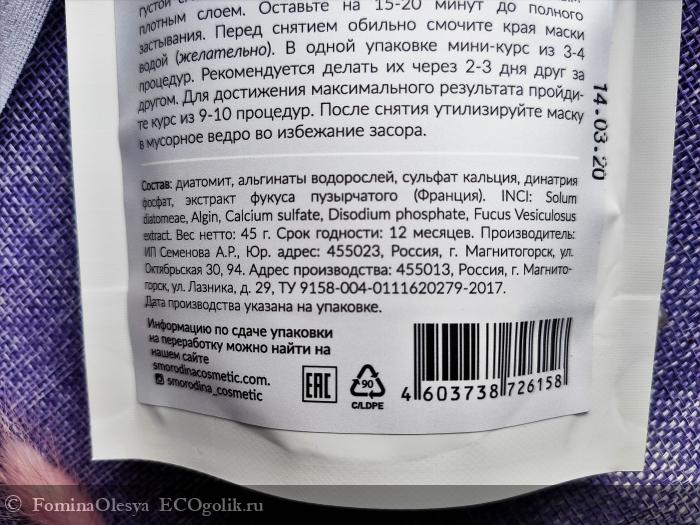 густой
плотным слоем. Оставьте на 15-20 минут до полного
застывания. Перед снятием обильно смочите края маски
водой (желательно). В одной упаковке мини-курс из 3-4
процедур. Рекомендуется делать их через 2-3 дня друг за
другом. Для достижения максимального результата пройди-
те курс из 9-10 процедур. После снятия утилизируйте маску
в мусорное ведро во избежание засора.
14.03.20
Состав: диатомит, альгинаты водорослей, сульфат кальция, динатрия
фосфат, экстракт фукуса пузырчатого (Франция). INCI: Solum
diatomeae, Algin, Calcium sulfate, Disodium phosphate, Fucus Vesiculosus
extract. Вес нетто: 45 г. Срок годности: 12 месяцев. Производитель:
ИП Семенова А.Р., Юр. адрес: 455023, Россия, г. Магнитогорск, ул.
Октябрьская 30, 94. Адрес производства: 455013, Россия, г. Магнито-
горск, ул. Лазника, д. 29, ТУ 9158-004-0111620279-2017.
Дата производства указана на упаковке.
Информацию по сдаче упаковки
на переработку можно найти на
нашем сайте
smorodinacosmetic.com.
smorodina_cosmetic
EAC
90
C/LDPE
4 603738 726158
© FominaOlesya ECOgolik.ru